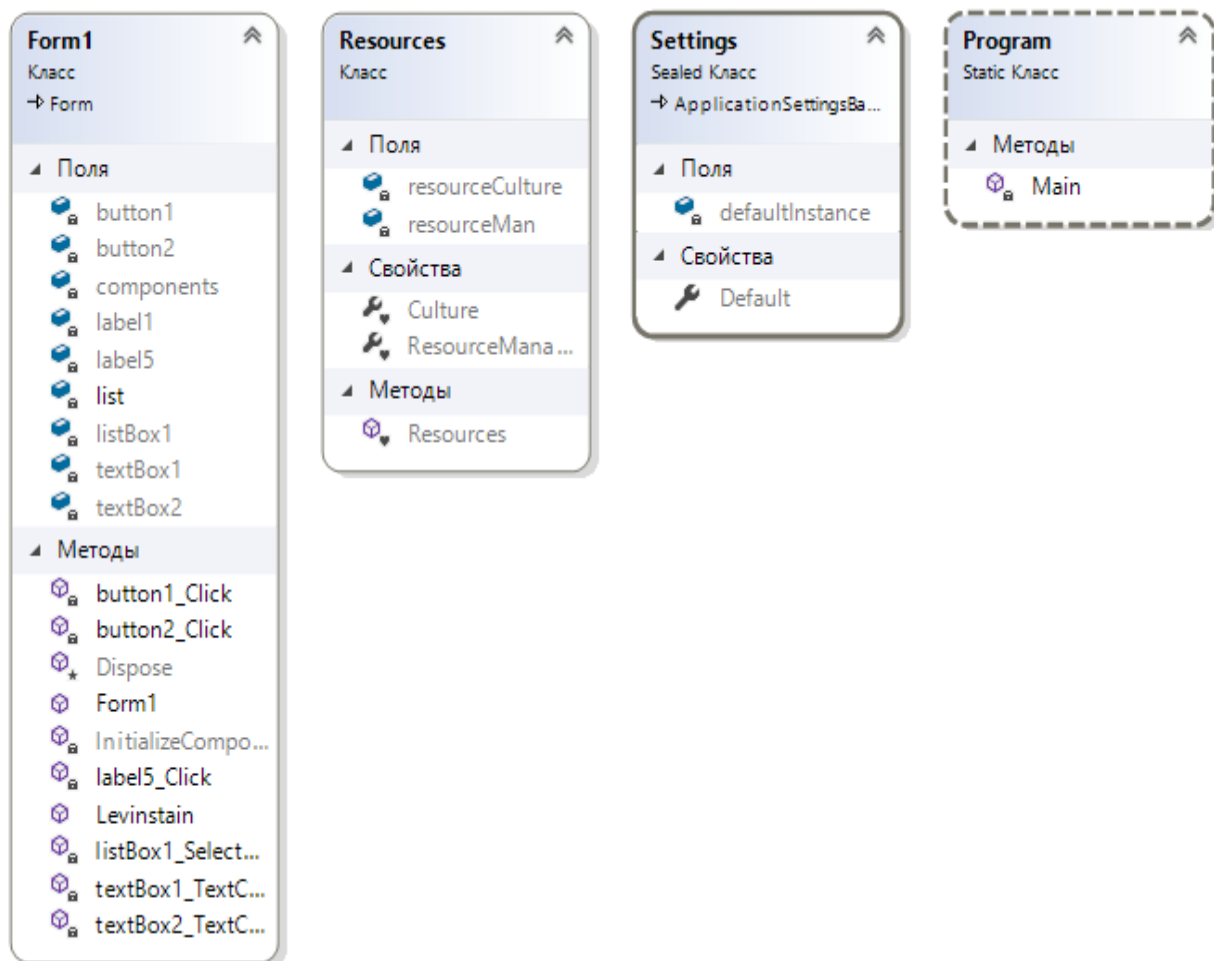 Form1
Класс
Form
Поля
button1
button2
components
label1
label5
list
listBox1
textBox1
textBox2
Методы
button1_Click
button2_Click
Dispose
Form1
InitializeCompo...
label5_Click
Levinstain
listBox1_Select...
textBox1_TextC...
textBox2_TextC...
Resources
Класс
Поля
resourceCulture
resourceMan
Свойства
Culture
ResourceMana...
Методы
Resources
Settings
Sealed Класс
ApplicationSettingsBa...
Поля
defaultInstance
Свойства
Default
Program
Static Класс
Методы
Main